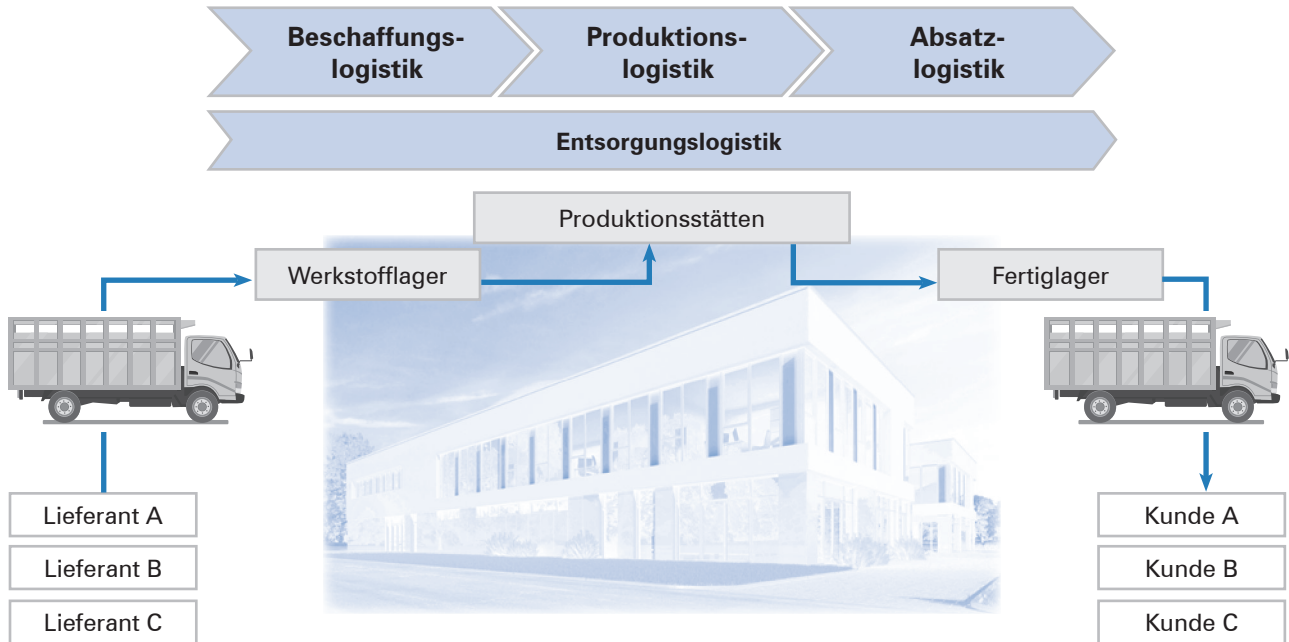 Beschaffungs-
logistik
Produktions-
logistik
Absatz-
logistik
Entsorgungslogistik
Produktionsstätten
Werkstofflager
Fertiglager
Lieferant A
Lieferant B
Lieferant C
Kunde A
Kunde B
Kunde C